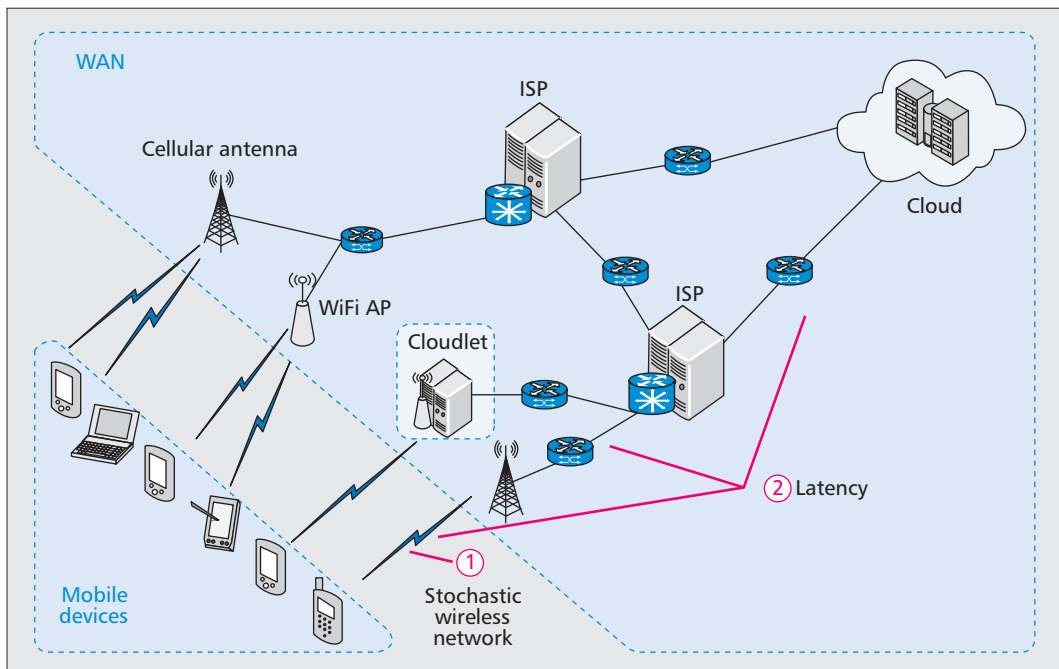 WAN
ISP
Cellular antenna
Cloud
WiFi AP
ISP
Cloudlet
2 Latency
1
Stochastic
wireless
network
Mobile
devices